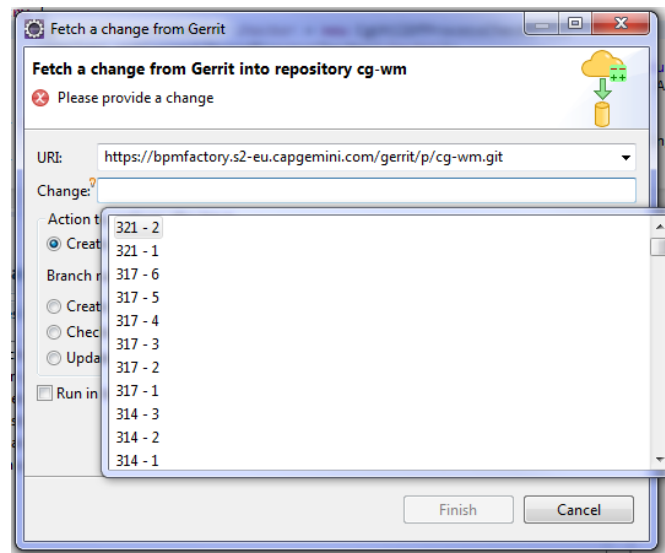 Fetch a change from Gerrit
Fetch a change from Gerrit into repository cg-wm
Please provide a change
URI: https://bpmfactory.s2-eu.capgemini.com/gerrit/p/cg-wm.git
Change:
Action t
321 - 2
Creat
321 - 1
Branch
317 - 6
317 - 5
Creat
317 - 4
Chec
317 - 3
Upda
317 - 2
Run in
317 - 1
314 - 3
314 - 2
314 - 1
Finish Cancel